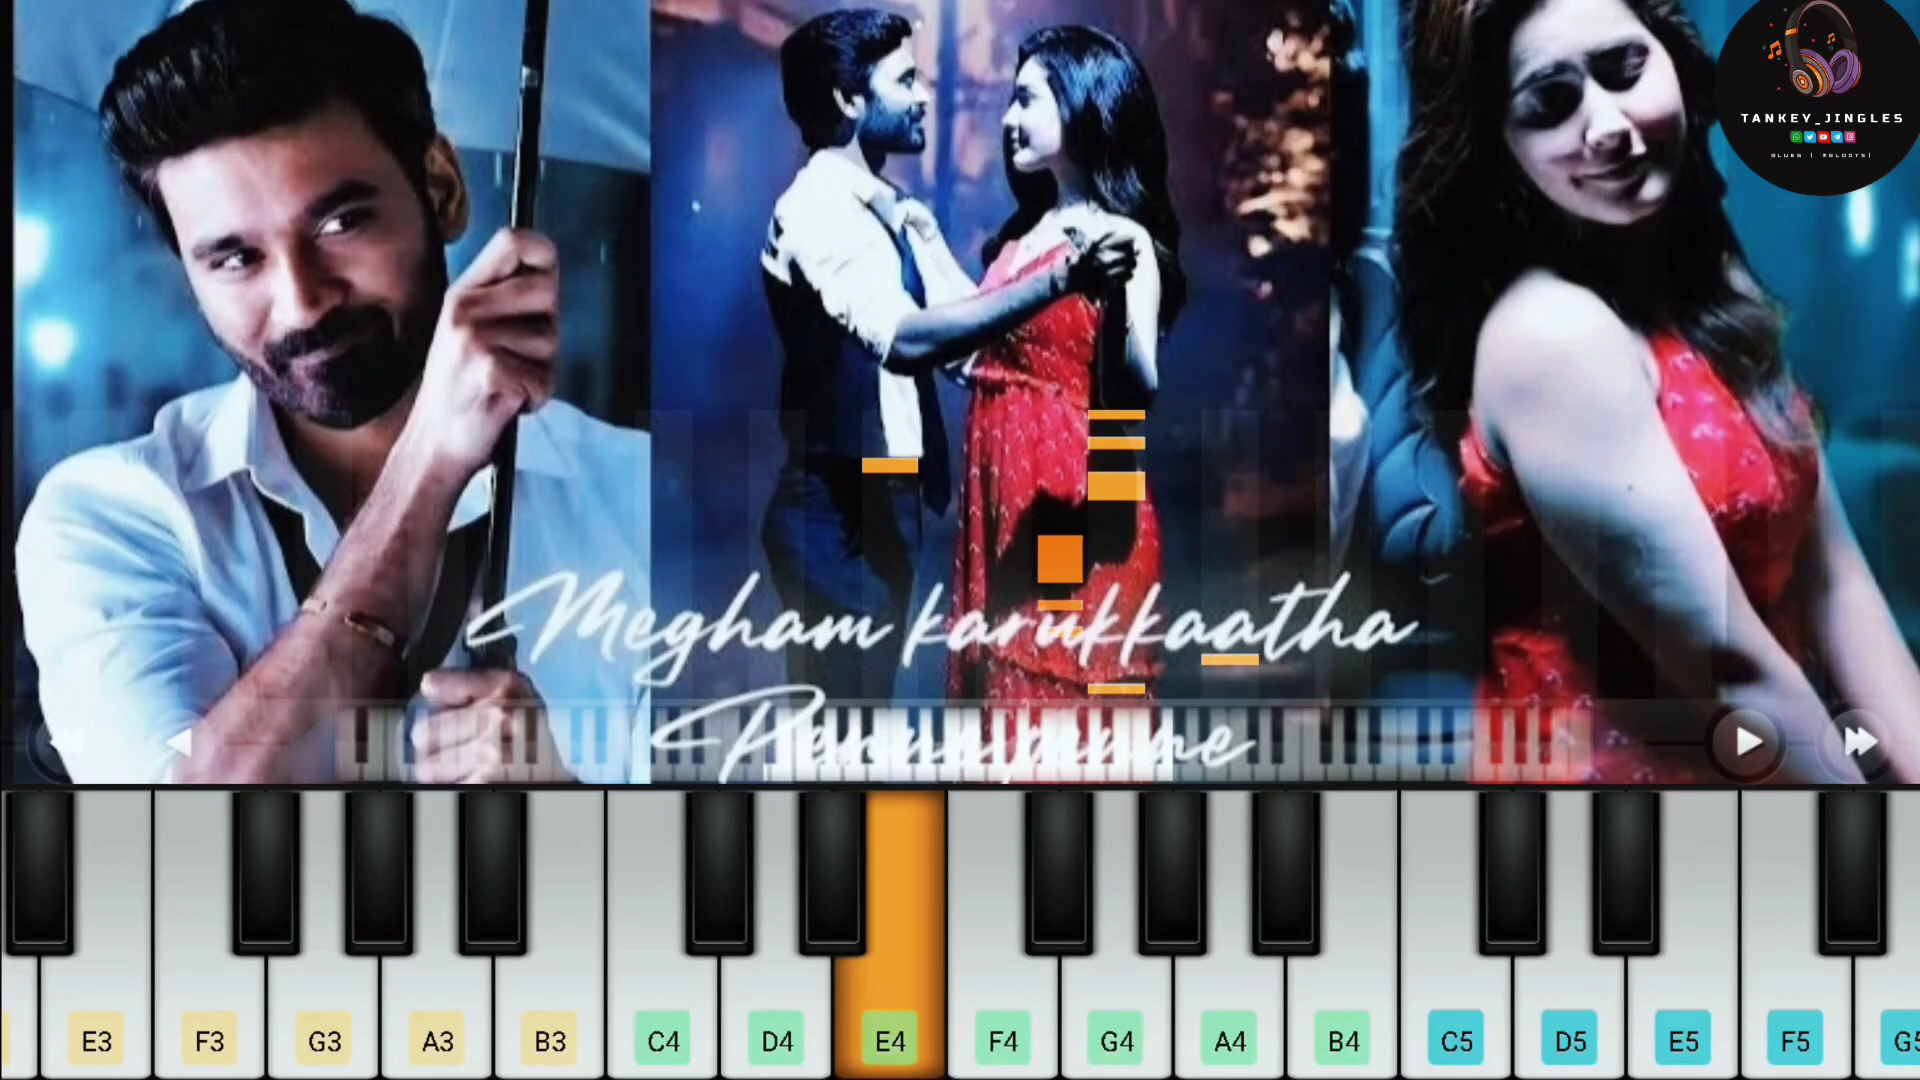 TANKEY_JINGLES
Megham karukkaatha
E3 F3 G3 A3 B3 C4 D4 E4 F4 G4 A4 B4 C5 D5 E5 F5 G5